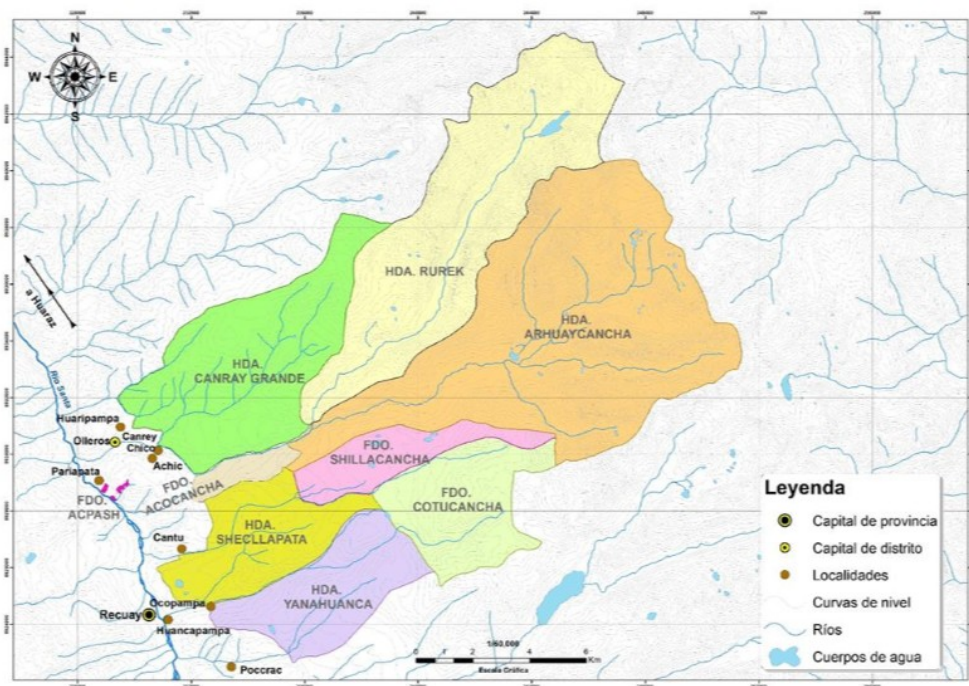 N
W
E
S
a Huaraz
Río Santa
HDA. RUREK
HDA.
ARHUAYCANCHA
HDA.
CANRAY GRANDE
Huaripampa
Olleros
Canrey
Chico
Achic
Pariapata
FDO.
ACPASH
FDO.
ACOCANCHA
FDO.
SHILLACANCHA
FDO.
COTUCANCHA
Cantu
HDA.
SHECLLAPATA
HDA.
YANAHUANCA
Ocopampa
Recuay
Huancapampa
Poccrac
1/60,000
0 1 2 4 6
Km
Escala Gráfica
Leyenda
Capital de provincia
Capital de distrito
Localidades
Curvas de nivel
Ríos
Cuerpos de agua